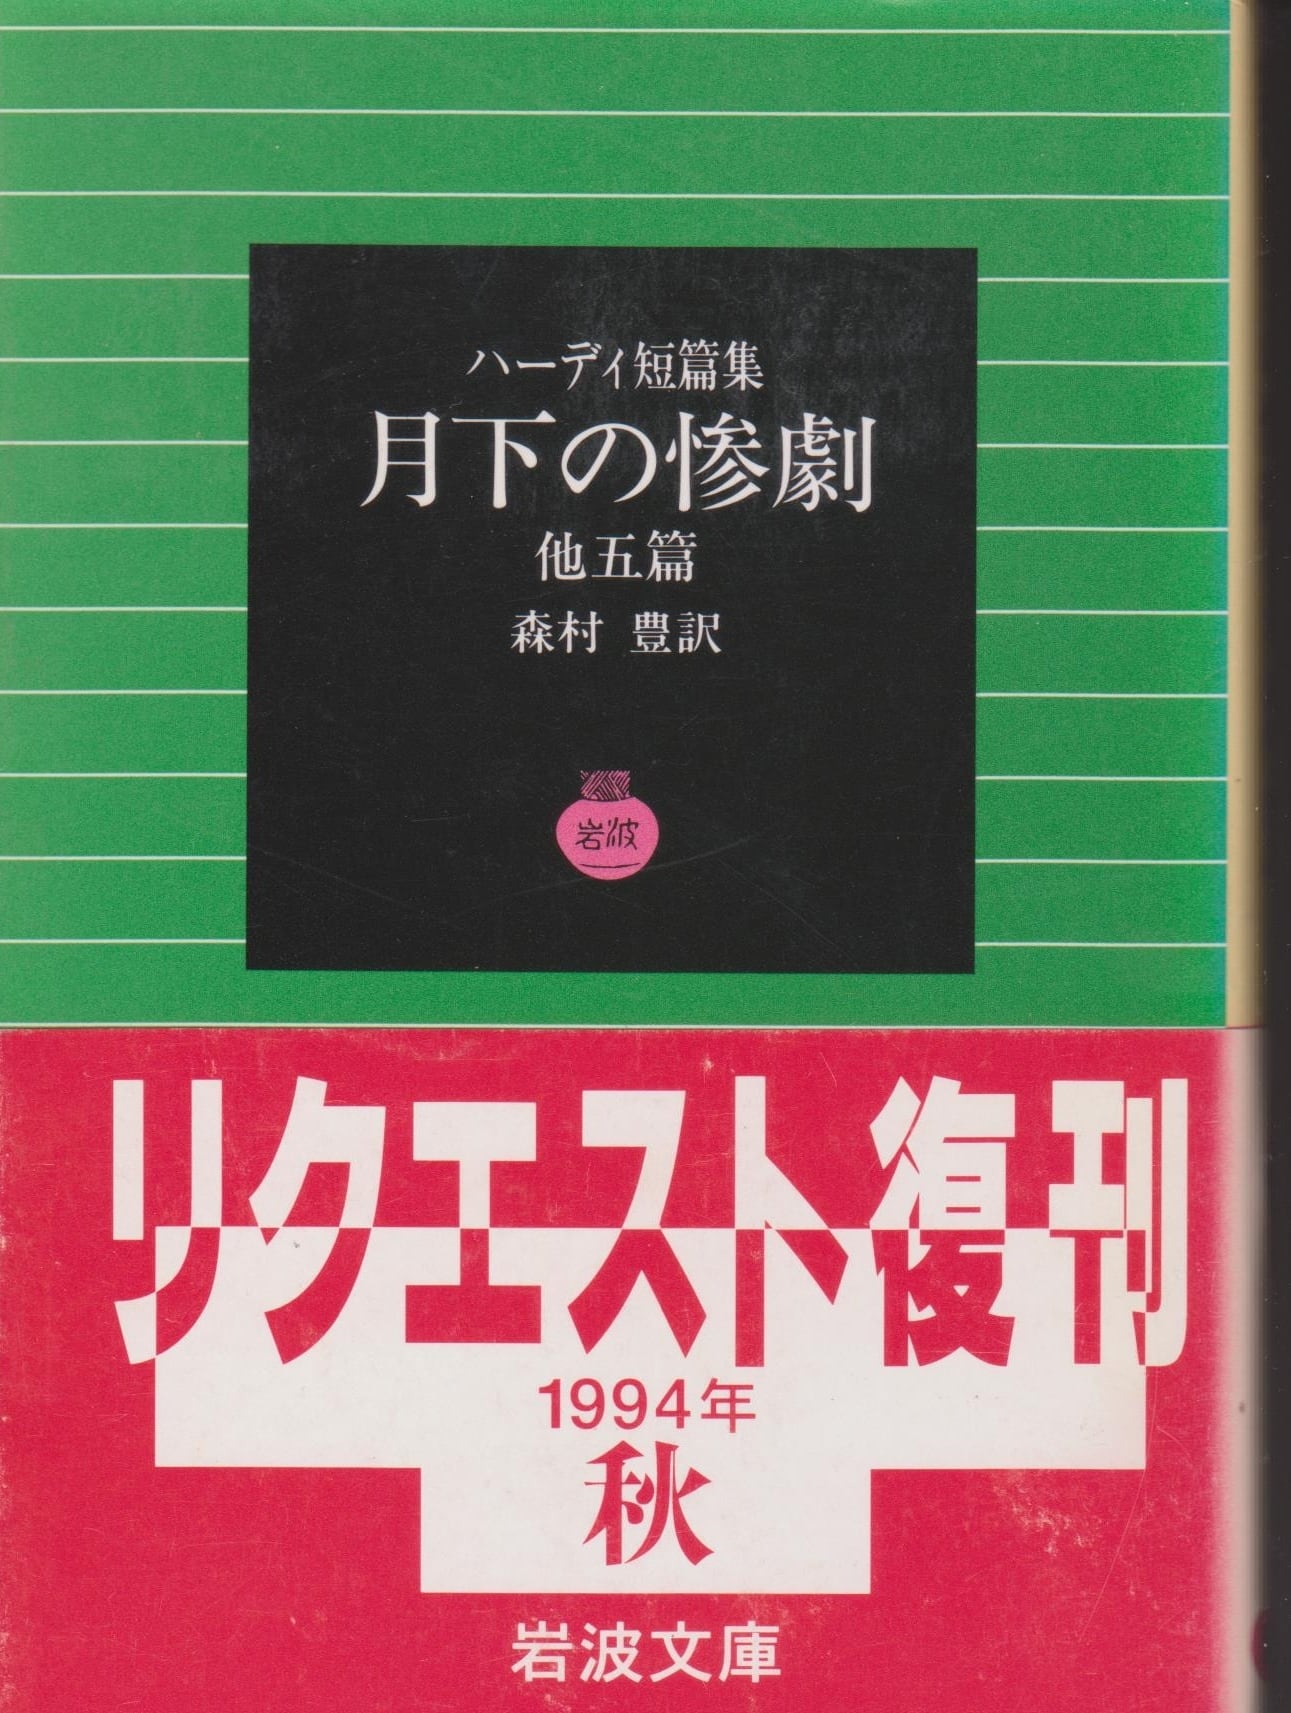 ハーディ短篇集
月下の惨劇
他五篇
森村 豊訳
岩波
リクエスト復刊
1994年
秋
岩波文庫